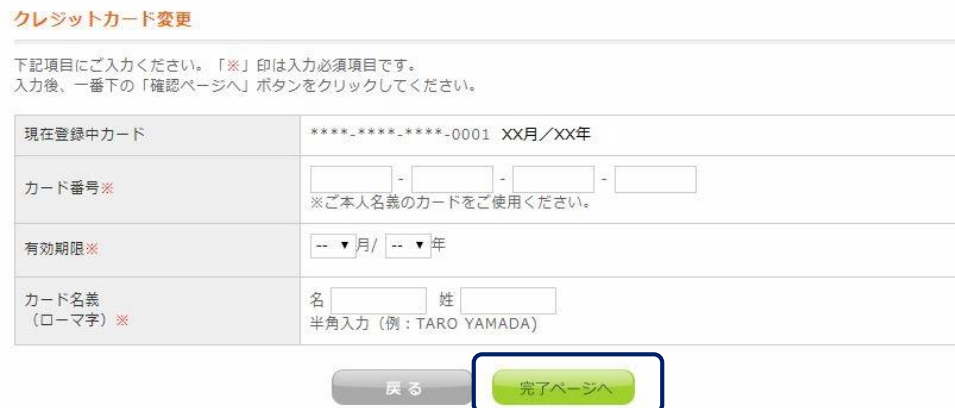 クレジットカード変更
下記項目にご入力ください。「※」印は入力必須項目です。
入力後、一番下の「確認ページへ」ボタンをクリックしてください。
現在登録中カード ****-****-****-0001 XX月／XX年
カード番号※ - - -
※ご本人名義のカードをご使用ください。
有効期限※ -- ▼月/ -- ▼年
カード名義 名 姓
（ローマ字）※ 半角入力（例：TARO YAMADA)
戻る 完了ページへ